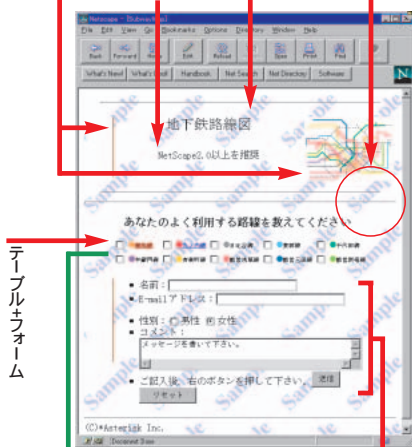 Netscape
File Edit View Go Bookmarks Options Directory Window Help
Back Forward Home Edit Reload Open Print Find
What's New! What's Cool! Handbook Net Search Net Directory Software
N
地下鉄路線図
NetScape2.0以上を推奨
Sample
あなたのよく利用する路線を教えてください
テーブル+フォーム
■ 名前：
■ E-mailアドレス：
■ 性別： 男性 女性
■ コメント：
メッセージを書いて下さい。
■ ご記入後、右のボタンを押して下さい。 送信
リセット
(C)*Asterisk Inc.
Document: Done